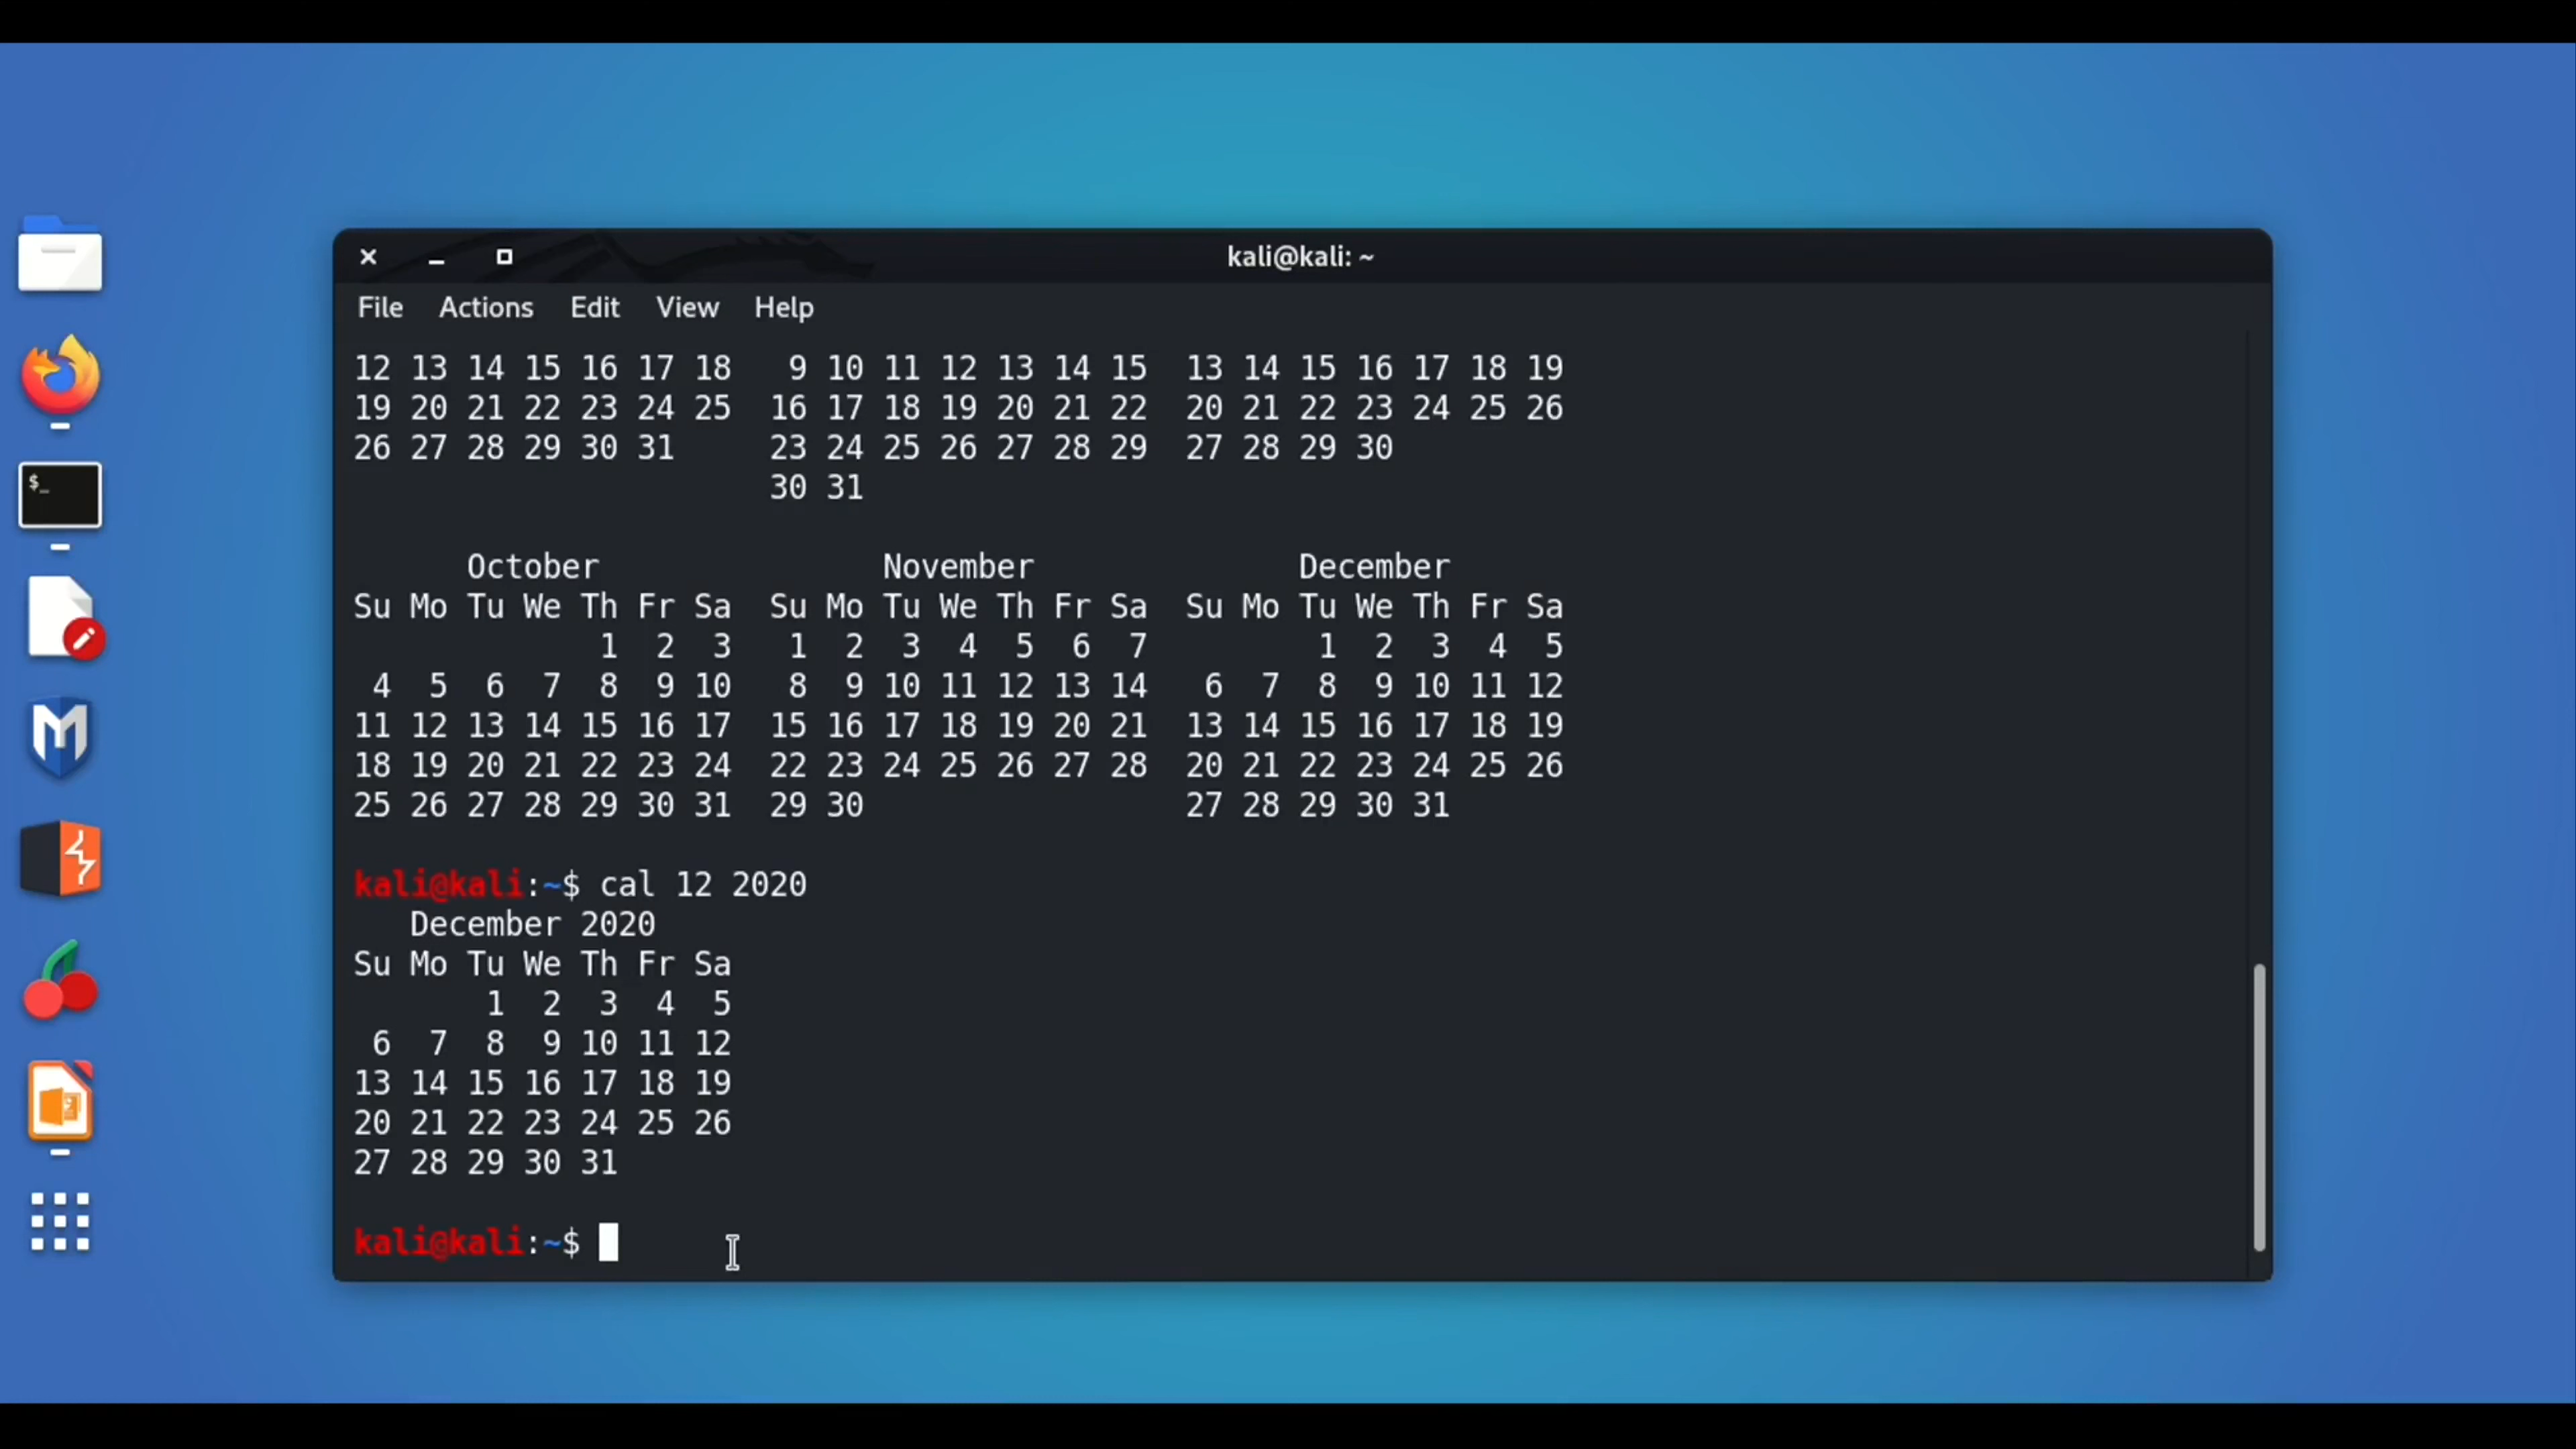 kali@kali: ~
File Actions Edit View Help
12 13 14 15 16 17 18   9 10 11 12 13 14 15  13 14 15 16 17 18 19
19 20 21 22 23 24 25  16 17 18 19 20 21 22  20 21 22 23 24 25 26
26 27 28 29 30 31     23 24 25 26 27 28 29  27 28 29 30
                      30 31
      October               November              December
Su Mo Tu We Th Fr Sa  Su Mo Tu We Th Fr Sa  Su Mo Tu We Th Fr Sa
             1  2  3   1  2  3  4  5  6  7         1  2  3  4  5
 4  5  6  7  8  9 10   8  9 10 11 12 13 14   6  7  8  9 10 11 12
11 12 13 14 15 16 17  15 16 17 18 19 20 21  13 14 15 16 17 18 19
18 19 20 21 22 23 24  22 23 24 25 26 27 28  20 21 22 23 24 25 26
25 26 27 28 29 30 31  29 30                 27 28 29 30 31
kali@kali:~$ cal 12 2020
   December 2020
Su Mo Tu We Th Fr Sa
       1  2  3  4  5
 6  7  8  9 10 11 12
13 14 15 16 17 18 19
20 21 22 23 24 25 26
27 28 29 30 31
kali@kali:~$
$_
M